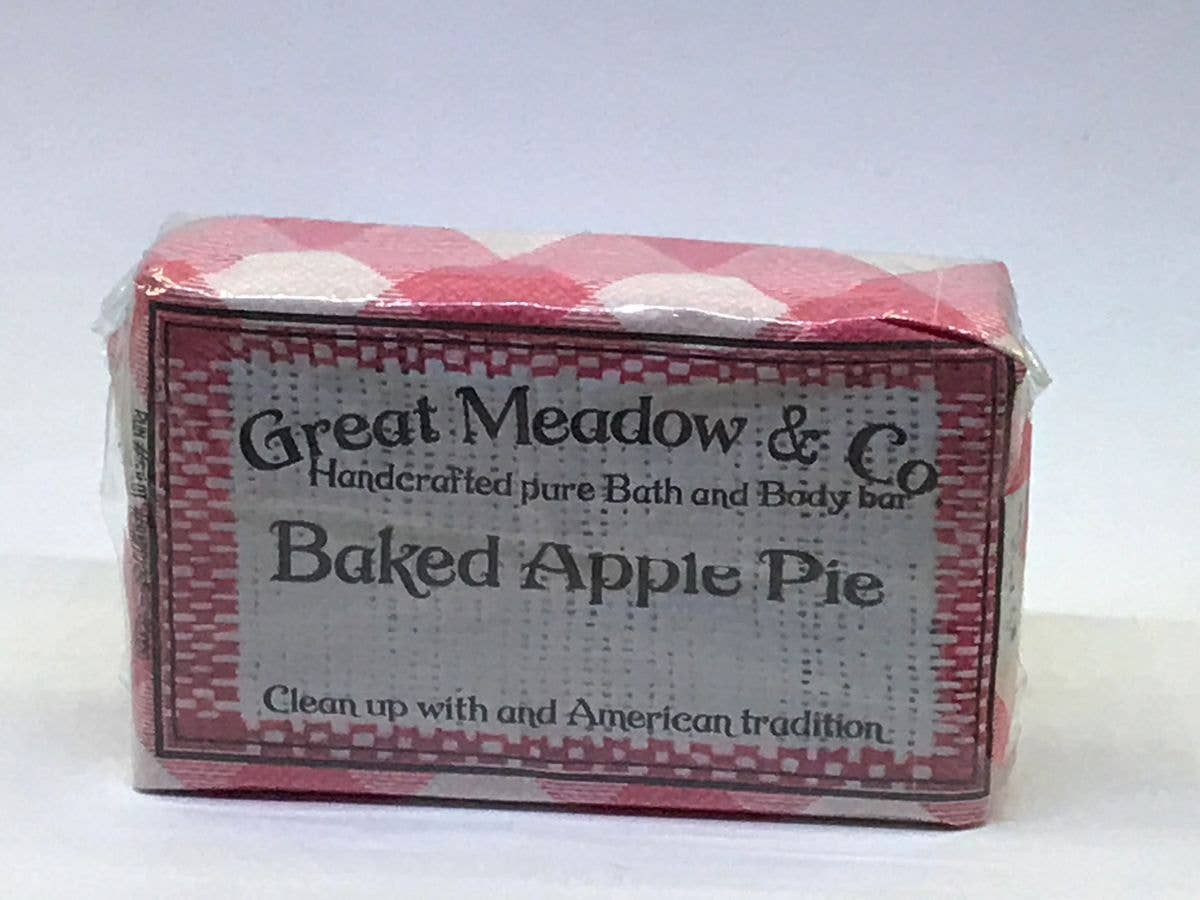 Great Meadow & Co
Handcrafted pure Bath and Body bar
Baked Apple Pie
Clean up with and American tradition